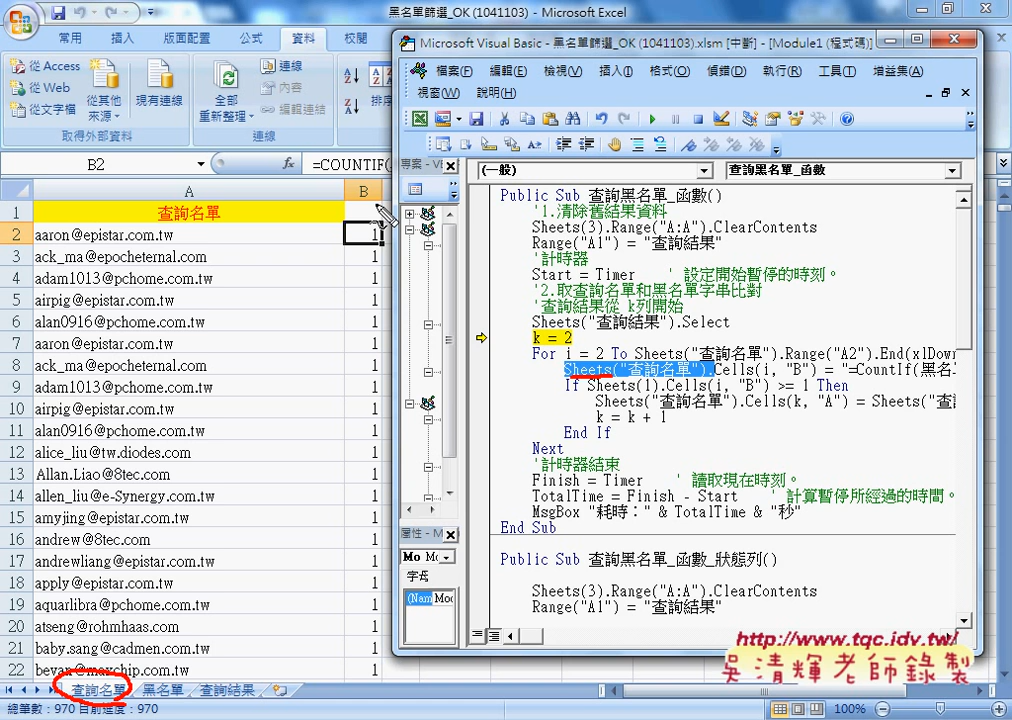 黑名單篩選_OK (1041103) - Microsoft Excel
常用 插入 版面配置 公式 資料 校閱
從 Access
從 Web
從文字檔
從其他來源
現有連線
取得外部資料
全部重新整理
連線
內容
編輯連結
連線
排序
B2 fx =COUNTIF(
A B
1 查詢名單
2 aaron@epistar.com.tw 1
3 ack_ma@epocheternal.com 1
4 adam1013@pchome.com.tw 1
5 airpig@epistar.com.tw 1
6 alan0916@pchome.com.tw 1
7 aaron@epistar.com.tw 1
8 ack_ma@epocheternal.com 1
9 adam1013@pchome.com.tw 1
10 airpig@epistar.com.tw 1
11 alan0916@pchome.com.tw 1
12 alice_liu@tw.diodes.com 1
13 Allan.Liao@8tec.com 1
14 allen_liu@e-Synergy.com.tw 1
15 amyjing@epistar.com.tw 1
16 andrew@8tec.com 1
17 andrewliang@epistar.com.tw 1
18 apply@epistar.com.tw 1
19 aquarlibra@pchome.com.tw 1
20 atseng@rohmhaas.com 1
21 baby.sang@cadmen.com.tw 1
22 bevan@maxchip.com.tw 1
查詢名單 黑名單 查詢結果
總筆數：970 目前進度：970
100%
Microsoft Visual Basic - 黑名單篩選_OK (1041103).xlsm [中斷] - [Module1 (程式碼)]
檔案(F) 編輯(E) 檢視(V) 插入(I) 格式(O) 偵錯(D) 執行(R) 工具(T) 增益集(A)
視窗(W) 說明(H)
專案 - VB
屬性 - M
Mo Mo
字母
(Nam Moc
(一般) 查詢黑名單_函數
Public Sub 查詢黑名單_函數()
'1.清除舊結果資料
Sheets(3).Range("A:A").ClearContents
Range("A1") = "查詢結果"
'計時器
Start = Timer ' 設定開始暫停的時刻。
'2.取查詢名單和黑名單字串比對
'查詢結果從 k列開始
Sheets("查詢結果").Select
k = 2
For i = 2 To Sheets("查詢名單").Range("A2").End(xlDow
Sheets("查詢名單").Cells(i, "B") = "=CountIf(黑名
If Sheets(1).Cells(i, "B") >= 1 Then
Sheets("查詢名單").Cells(k, "A") = Sheets("查
k = k + 1
End If
Next
'計時器結束
Finish = Timer ' 讀取現在時刻。
TotalTime = Finish - Start ' 計算暫停所經過的時間。
MsgBox "耗時：" & TotalTime & "秒"
End Sub
Public Sub 查詢黑名單_函數_狀態列()
Sheets(3).Range("A:A").ClearContents
Range("A1") = "查詢結果"
http://www.tqc.idv.tw/
吳清輝老師錄製